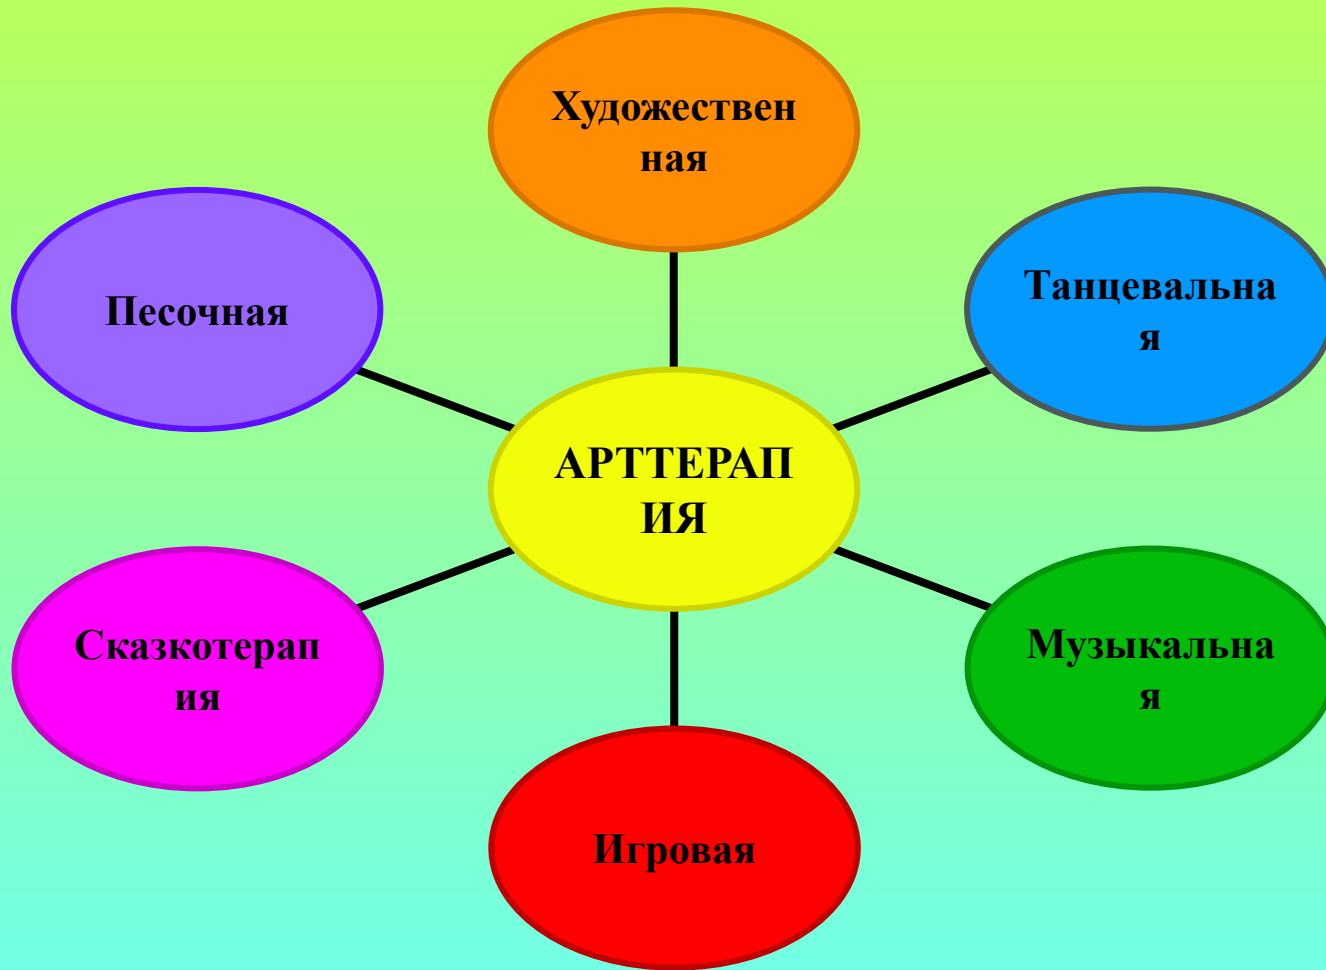 Художествен
ная
Песочная
Танцевальна
я
АРТТЕРАП
ИЯ
Сказкотерап
ия
Музыкальна
я
Игровая